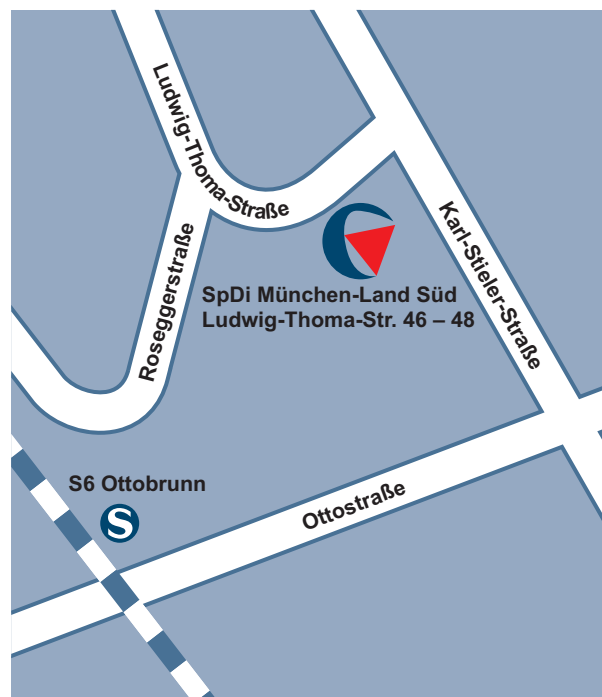 Ludwig-Thoma-Straße
Karl-Stieler-Straße
Roseggerstraße
SpDi München-Land Süd
Ludwig-Thoma-Str. 46 – 48
S6 Ottobrunn
S
Ottostraße